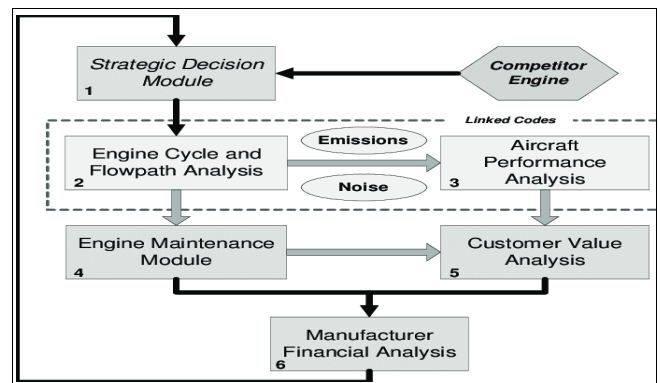 Strategic Decision
Module
1
Competitor
Engine
Linked Codes
Engine Cycle and
Flowpath Analysis
2
Emissions
Noise
Aircraft
Performance
Analysis
3
Engine Maintenance
Module
4
Customer Value
Analysis
5
Manufacturer
Financial Analysis
6